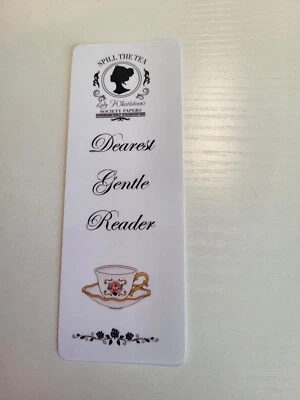 SPILL THE TEA
Lady Whistledown's
SOCIETY PAPERS
Dearest
Gentle
Reader